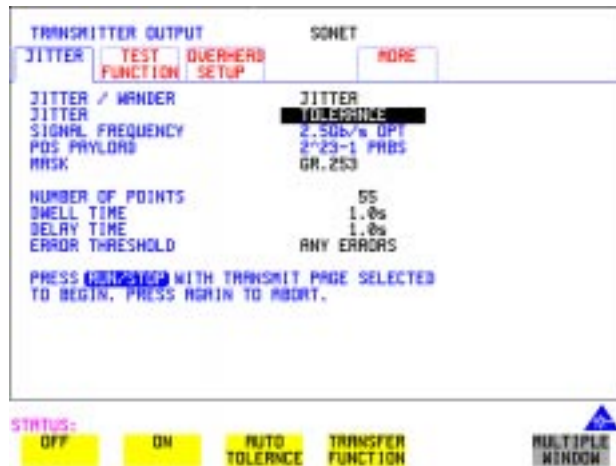 TRANSMITTER OUTPUT SONET
JITTER TEST FUNCTION OVERHEAD SETUP MORE
JITTER / WANDER JITTER
JITTER TOLERANCE
SIGNAL FREQUENCY 2.5Gb/s OPT
POS PAYLOAD 2^23-1 PRBS
MASK GR.253
NUMBER OF POINTS 55
DWELL TIME 1.0s
DELAY TIME 1.0s
ERROR THRESHOLD ANY ERRORS
PRESS RUN/STOP WITH TRANSMIT PAGE SELECTED
TO BEGIN. PRESS AGAIN TO ABORT.
STATUS:
OFF ON AUTO TOLERNCE TRANSFER FUNCTION MULTIPLE WINDOW